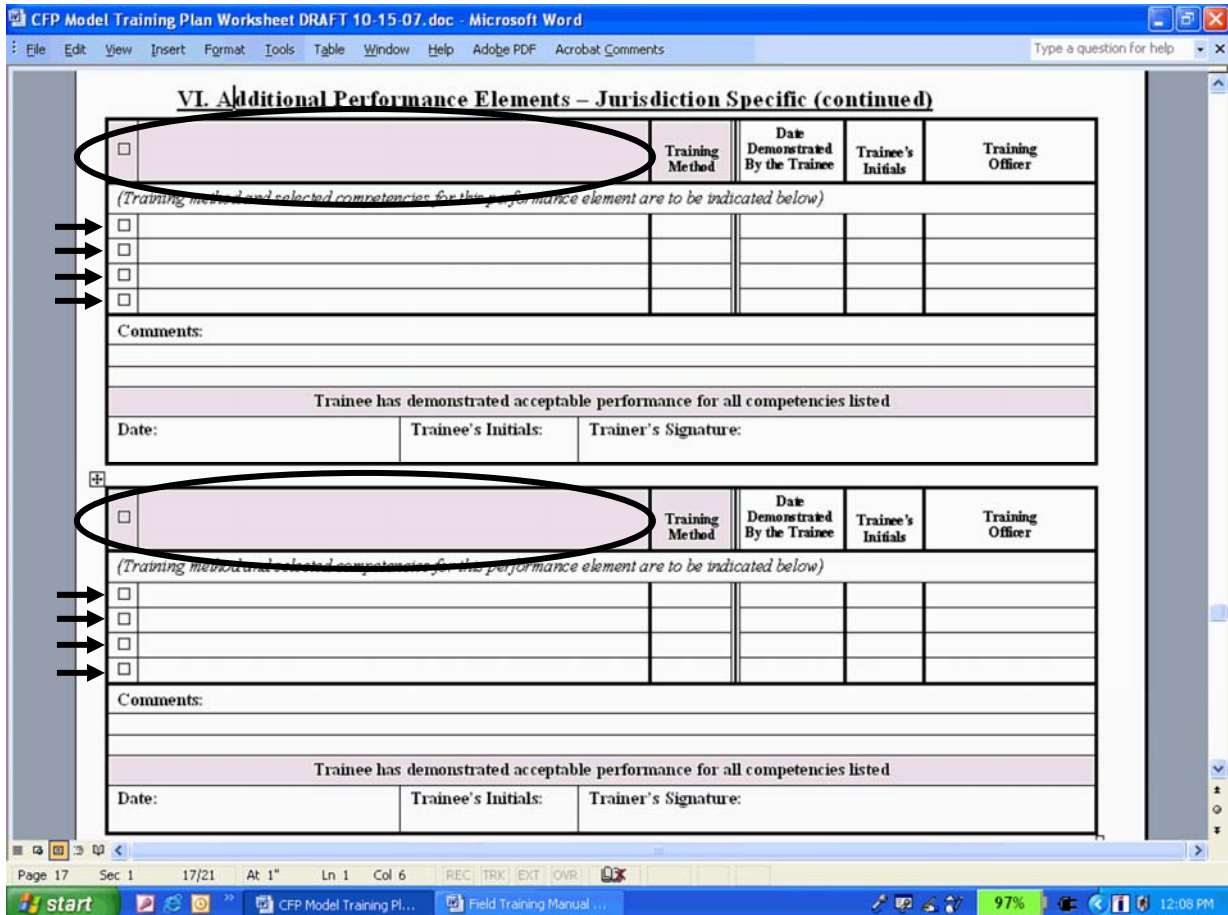 CFP Model Training Plan Worksheet DRAFT 10-15-07.doc - Microsoft Word
File Edit View Insert Format Tools Table Window Help Adobe PDF Acrobat Comments Type a question for help
VI. Additional Performance Elements – Jurisdiction Specific (continued)
Training Method Date Demonstrated By the Trainee Trainee's Initials Training Officer
(Training method and selected competencies for this performance element are to be indicated below)
Comments:
Trainee has demonstrated acceptable performance for all competencies listed
Date: Trainee's Initials: Trainer's Signature:
Training Method Date Demonstrated By the Trainee Trainee's Initials Training Officer
(Training method and selected competencies for this performance element are to be indicated below)
Comments:
Trainee has demonstrated acceptable performance for all competencies listed
Date: Trainee's Initials: Trainer's Signature:
Page 17 Sec 1 17/21 At 1" Ln 1 Col 6 REC TRK EXT OVR
start CFP Model Training Pl... Field Training Manual ... 97% 12:08 PM